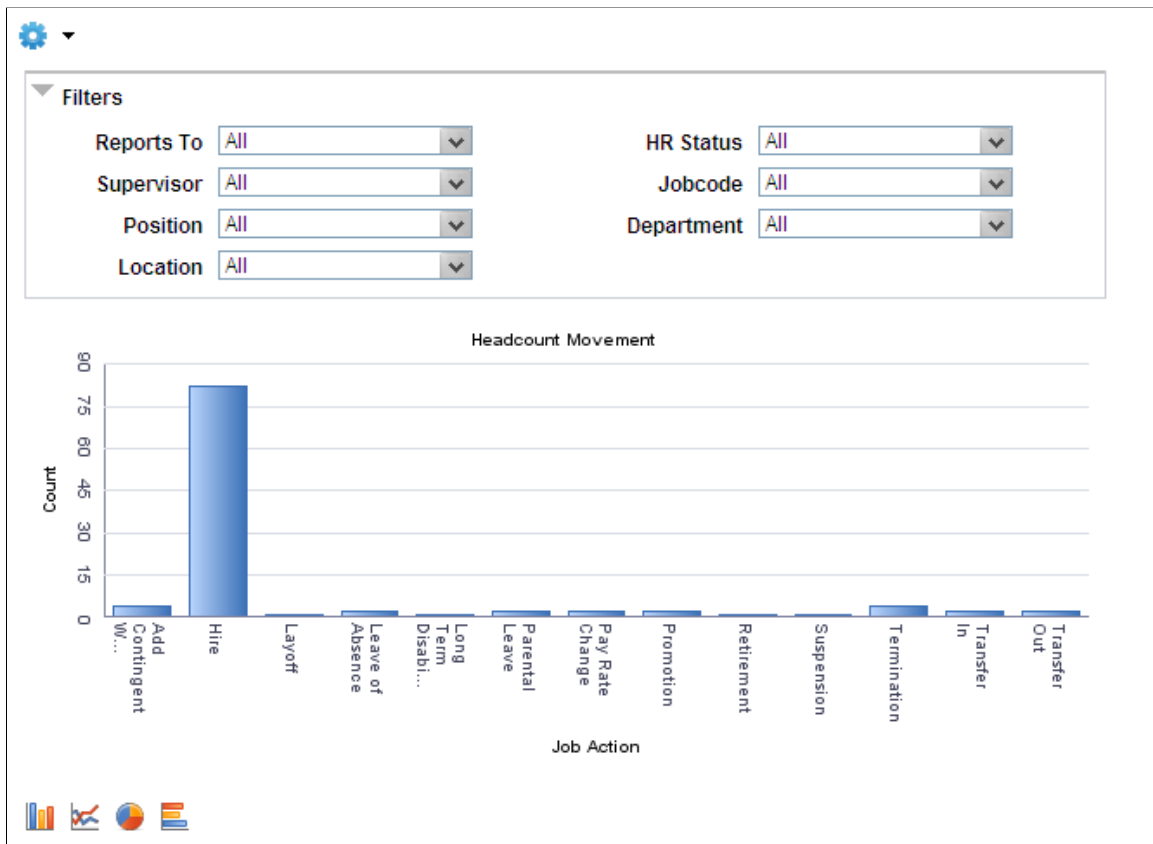 Filters
Reports To All
HR Status All
Supervisor All
Jobcode All
Position All
Department All
Location All
Headcount Movement
Count
90
75
60
45
30
15
0
Add
Contingent
W...
Hire
Layoff
Leave of
Absence
Long
Term
Disabi...
Parental
Leave
Pay Rate
Change
Promotion
Retirement
Suspension
Termination
Transfer
In
Transfer
Out
Job Action